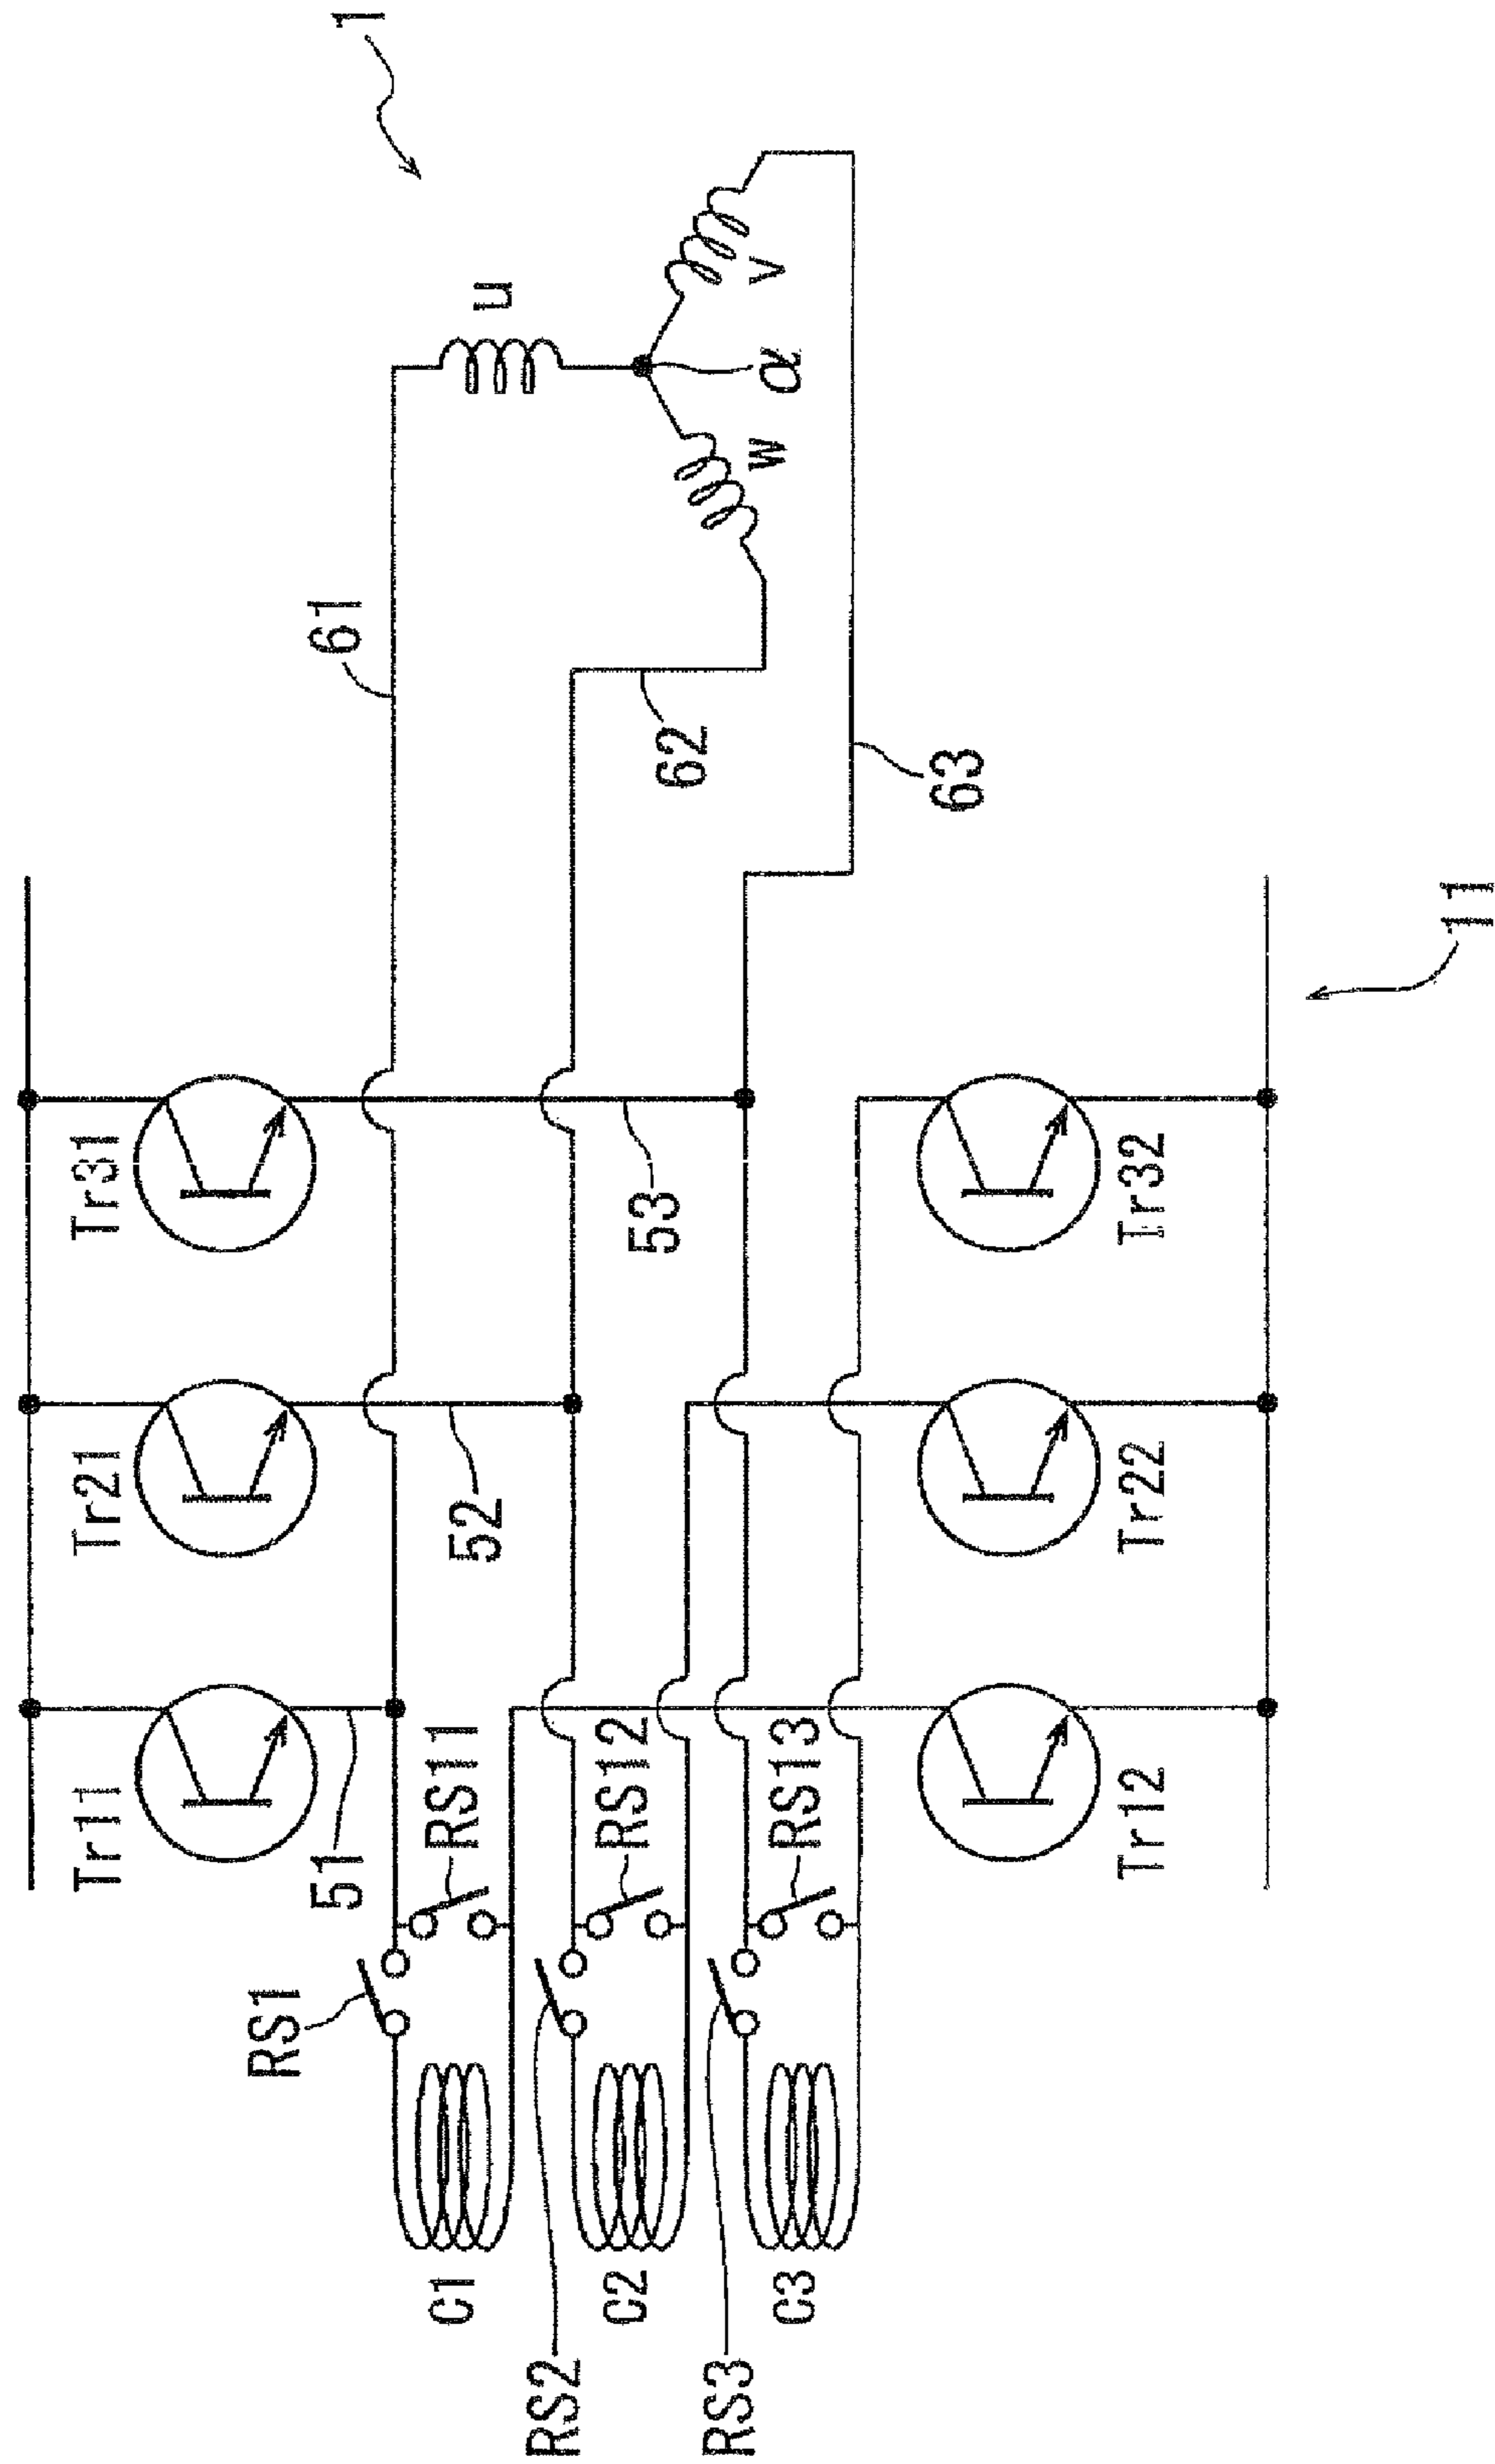 1
u
v
α
w
61
62
63
11
Tr31
Tr32
53
Tr21
Tr22
52
Tr11
Tr12
51
RS11
RS12
RS13
RS1
C1
C2
C3
RS2
RS3